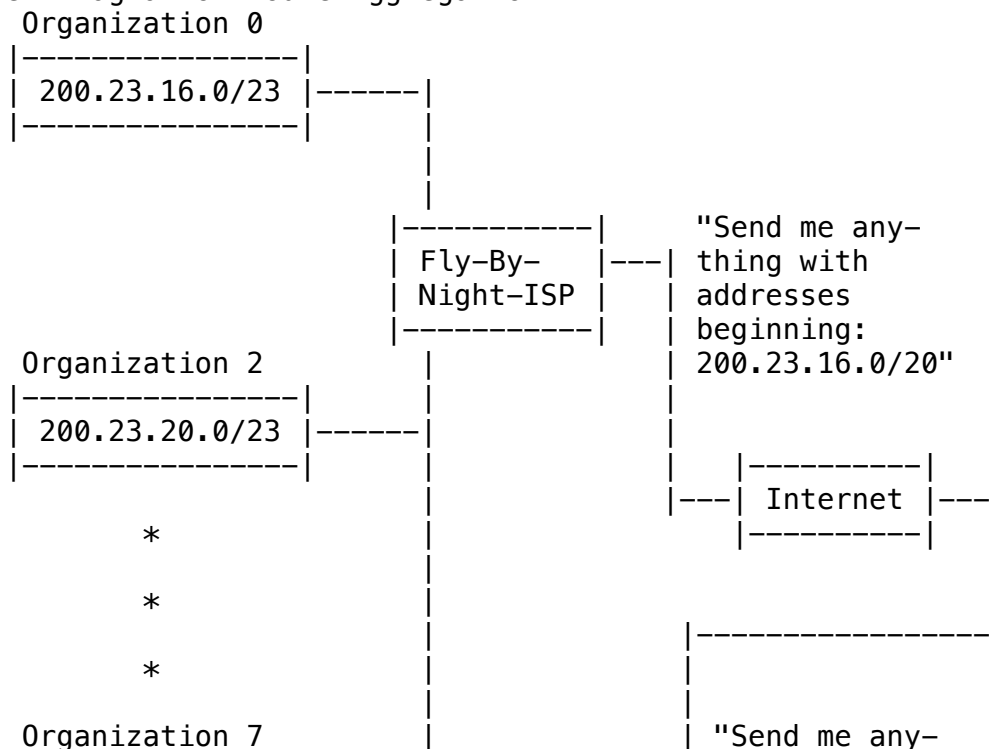 Organization 0
200.23.16.0/23
"Send me any-
Fly-By- thing with
Night-ISP addresses
beginning:
Organization 2 200.23.16.0/20"
200.23.20.0/23
Internet
*
*
*
Organization 7 "Send me any-